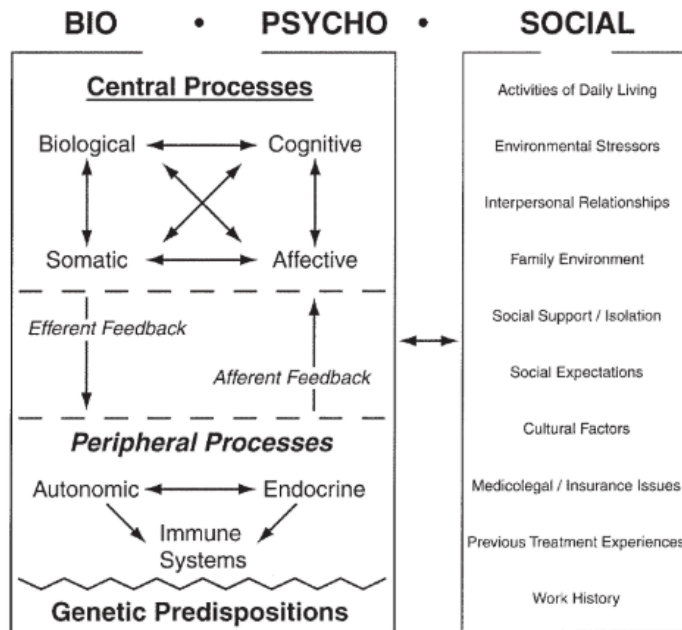 BIO • PSYCHO • SOCIAL
Central Processes
Biological Cognitive
Somatic Affective
Efferent Feedback
Afferent Feedback
Peripheral Processes
Autonomic Endocrine
Immune
Systems
Genetic Predispositions
Activities of Daily Living
Environmental Stressors
Interpersonal Relationships
Family Environment
Social Support / Isolation
Social Expectations
Cultural Factors
Medicolegal / Insurance Issues
Previous Treatment Experiences
Work History